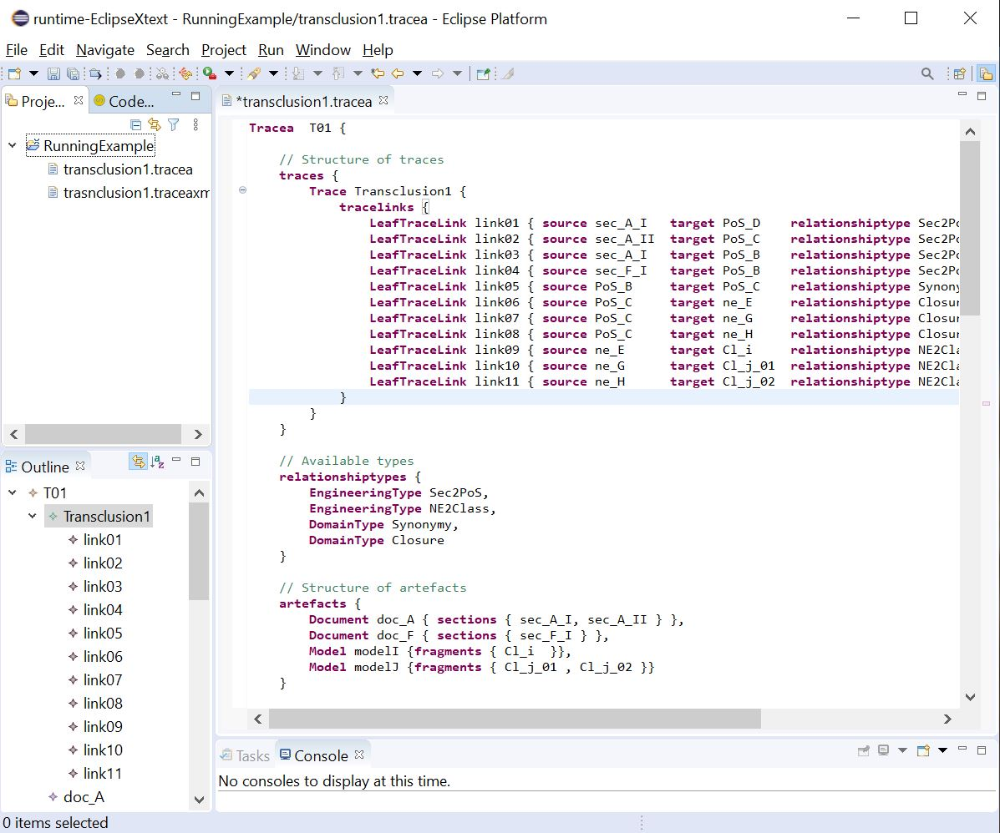 runtime-EclipseXtext - RunningExample/transclusion1.tracea - Eclipse Platform
File Edit Navigate Search Project Run Window Help
Proje... Code...
RunningExample
transclusion1.tracea
trasnclusion1.traceaxm
Outline
T01
Transclusion1
link01
link02
link03
link04
link05
link06
link07
link08
link09
link10
link11
doc_A
*transclusion1.tracea
Tracea T01 {
// Structure of traces
traces {
Trace Transclusion1 {
tracelinks {
LeafTraceLink link01 { source sec_A_I target PoS_D relationshiptype Sec2Po
LeafTraceLink link02 { source sec_A_II target PoS_C relationshiptype Sec2Po
LeafTraceLink link03 { source sec_A_I target PoS_B relationshiptype Sec2Po
LeafTraceLink link04 { source sec_F_I target PoS_B relationshiptype Sec2Po
LeafTraceLink link05 { source PoS_B target PoS_C relationshiptype Synony
LeafTraceLink link06 { source PoS_C target ne_E relationshiptype Closur
LeafTraceLink link07 { source PoS_C target ne_G relationshiptype Closur
LeafTraceLink link08 { source PoS_C target ne_H relationshiptype Closur
LeafTraceLink link09 { source ne_E target Cl_i relationshiptype NE2Cla
LeafTraceLink link10 { source ne_G target Cl_j_01 relationshiptype NE2Cla
LeafTraceLink link11 { source ne_H target Cl_j_02 relationshiptype NE2Cla
}
}
}
// Available types
relationshiptypes {
EngineeringType Sec2PoS,
EngineeringType NE2Class,
DomainType Synonymy,
DomainType Closure
}
// Structure of artefacts
artefacts {
Document doc_A { sections { sec_A_I, sec_A_II } },
Document doc_F { sections { sec_F_I } },
Model modelI {fragments { Cl_i }},
Model modelJ {fragments { Cl_j_01 , Cl_j_02 }}
}
Tasks Console
No consoles to display at this time.
0 items selected